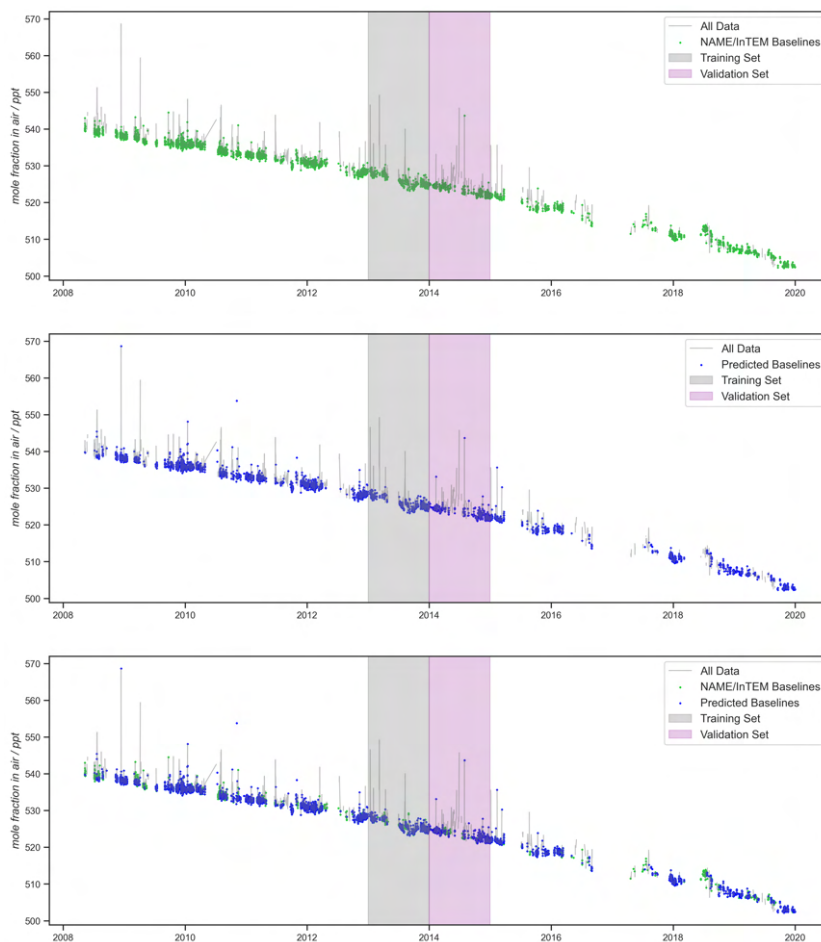 570
560
550
540
530
520
510
500
mole fraction in air / ppt
All Data
NAME/InTEM Baselines
Training Set
Validation Set
2008 2010 2012 2014 2016 2018 2020
570
560
550
540
530
520
510
500
mole fraction in air / ppt
All Data
Predicted Baselines
Training Set
Validation Set
2008 2010 2012 2014 2016 2018 2020
570
560
550
540
530
520
510
500
mole fraction in air / ppt
All Data
NAME/InTEM Baselines
Predicted Baselines
Training Set
Validation Set
2008 2010 2012 2014 2016 2018 2020